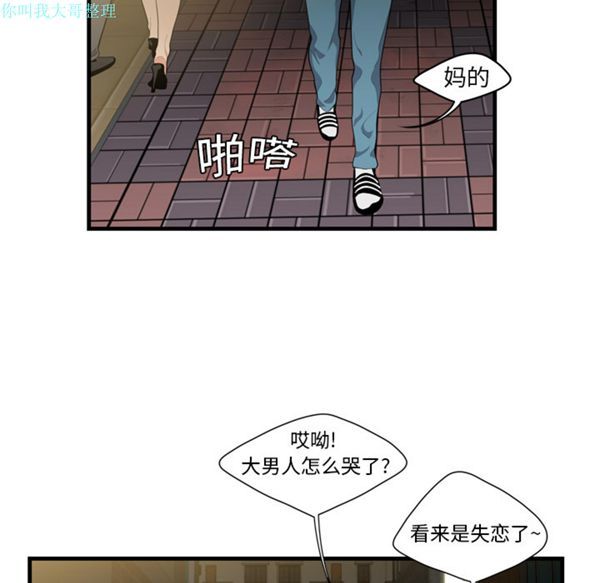 你叫我大哥整理
妈的
啪嗒
哎呦!
大男人怎么哭了?
看来是失恋了~